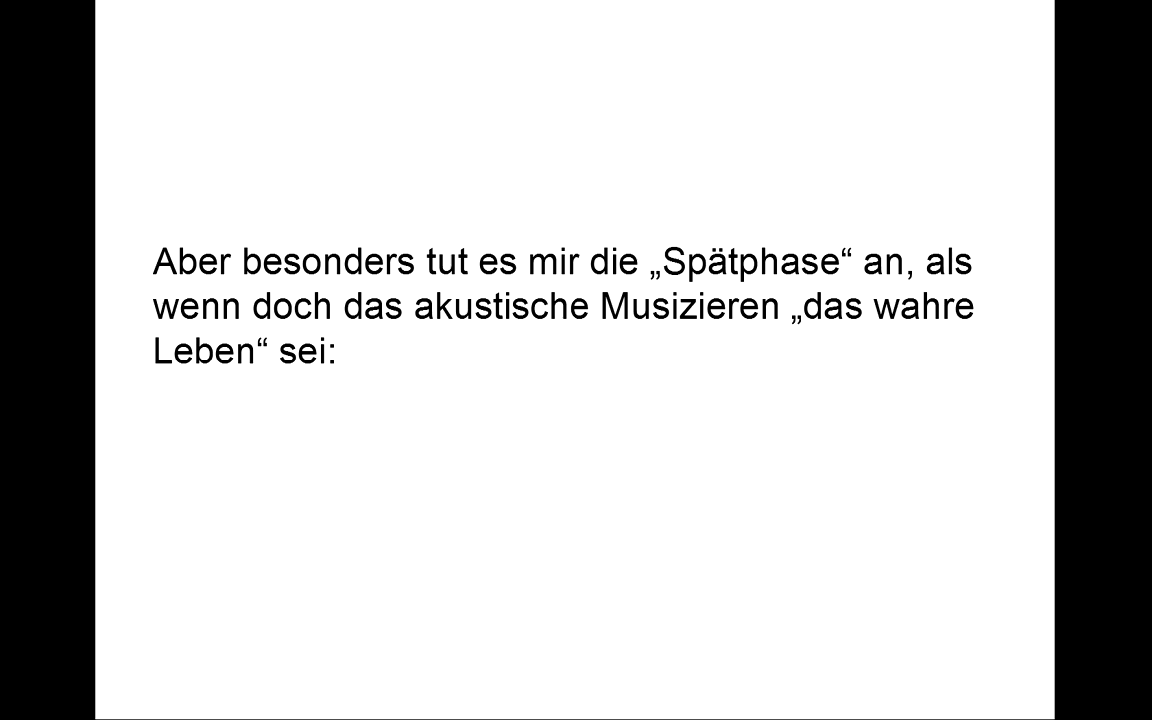 Aber besonders tut es mir die „Spätphase“ an, als
wenn doch das akustische Musizieren „das wahre
Leben“ sei: